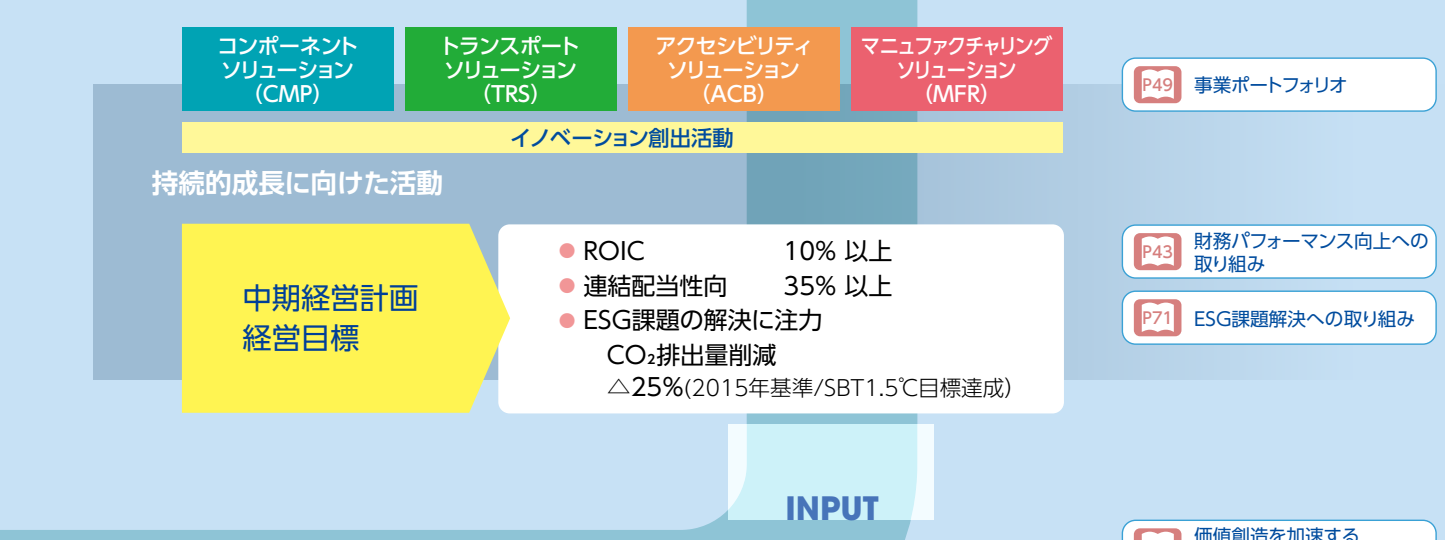 コンポーネント
ソリューション
(CMP)
トランスポート
ソリューション
(TRS)
アクセシビリティ
ソリューション
(ACB)
マニュファクチャリング
ソリューション
(MFR)
イノベーション創出活動
P49 事業ポートフォリオ
持続的成長に向けた活動
中期経営計画
経営目標
● ROIC 10% 以上
● 連結配当性向 35% 以上
● ESG課題の解決に注力
CO₂排出量削減
△25%(2015年基準/SBT1.5℃目標達成)
P43 財務パフォーマンス向上への
取り組み
P71 ESG課題解決への取り組み
INPUT
価値創造を加速する